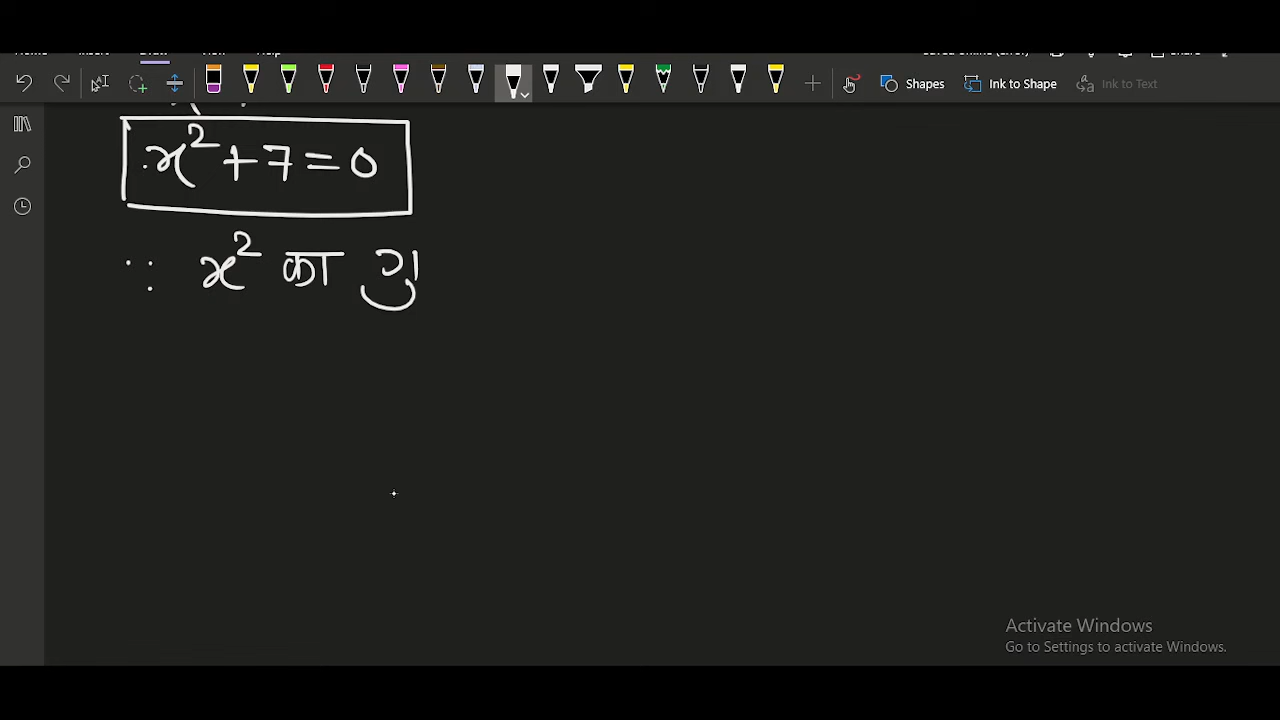 x² + 7 = 0
∵ x² का गु
Shapes Ink to Shape Ink to Text
Activate Windows
Go to Settings to activate Windows.